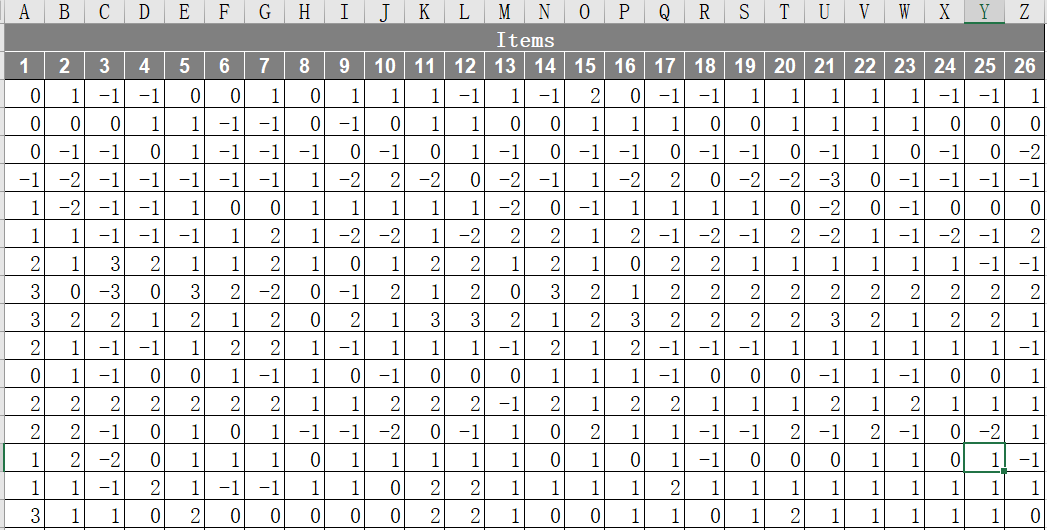 A B C D E F G H I J K L M N O P Q R S T U V W X Y Z
Items
1 2 3 4 5 6 7 8 9 10 11 12 13 14 15 16 17 18 19 20 21 22 23 24 25 26
0 1 -1 -1 0 0 1 0 1 1 1 -1 1 -1 2 0 -1 -1 1 1 1 1 1 -1 -1 1
0 0 0 1 1 -1 -1 0 -1 0 1 1 0 0 1 1 1 0 0 1 1 1 1 0 0 0
0 -1 -1 0 1 -1 -1 -1 0 -1 0 1 -1 0 -1 -1 0 -1 -1 0 -1 1 0 -1 0 -2
-1 -2 -1 -1 -1 -1 -1 1 -2 2 -2 0 -2 -1 1 -2 2 0 -2 -2 -3 0 -1 -1 -1 -1
1 -2 -1 -1 1 0 0 1 1 1 1 1 -2 0 -1 1 1 1 1 0 -2 0 -1 0 0 0
1 1 -1 -1 -1 1 2 1 -2 -2 1 -2 2 2 1 2 -1 -2 -1 2 -2 1 -1 -2 -1 2
2 1 3 2 1 1 2 1 0 1 2 2 1 2 1 0 2 2 1 1 1 1 1 1 -1 -1
3 0 -3 0 3 2 -2 0 -1 2 1 2 0 3 2 1 2 2 2 2 2 2 2 2 2 2
3 2 2 1 2 1 2 0 2 1 3 3 2 1 2 3 2 2 2 2 3 2 1 2 2 1
2 1 -1 -1 1 2 2 1 -1 1 1 1 -1 2 1 2 -1 -1 -1 1 1 1 1 1 1 -1
0 1 -1 0 0 1 -1 1 0 -1 0 0 0 1 1 1 -1 0 0 0 -1 1 -1 0 0 1
2 2 2 2 2 2 2 1 1 2 2 2 -1 2 1 2 2 1 1 1 2 1 2 1 1 1
2 2 -1 0 1 0 1 -1 -1 -2 0 -1 1 0 2 1 1 -1 -1 2 -1 2 -1 0 -2 1
1 2 -2 0 1 1 1 0 1 1 1 1 1 0 1 0 1 -1 0 0 0 1 1 0 1 -1
1 1 -1 2 1 -1 -1 1 1 0 2 2 1 1 1 1 2 1 1 1 1 1 1 1 1 1
3 1 1 0 2 0 0 0 0 0 2 2 1 0 0 1 1 0 1 2 1 1 1 1 1 0